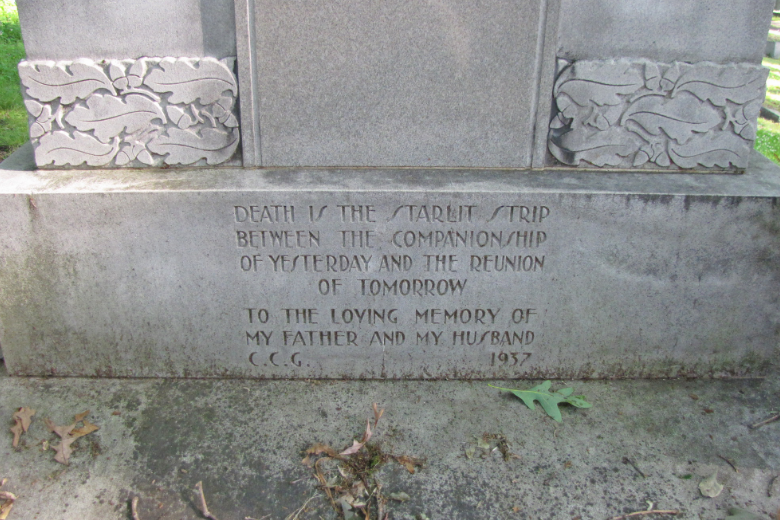 DEATH IS THE STARLIT STRIP
BETWEEN THE COMPANIONSHIP
OF YESTERDAY AND THE REUNION
OF TOMORROW
TO THE LOVING MEMORY OF
MY FATHER AND MY HUSBAND
C.C.G. 1937